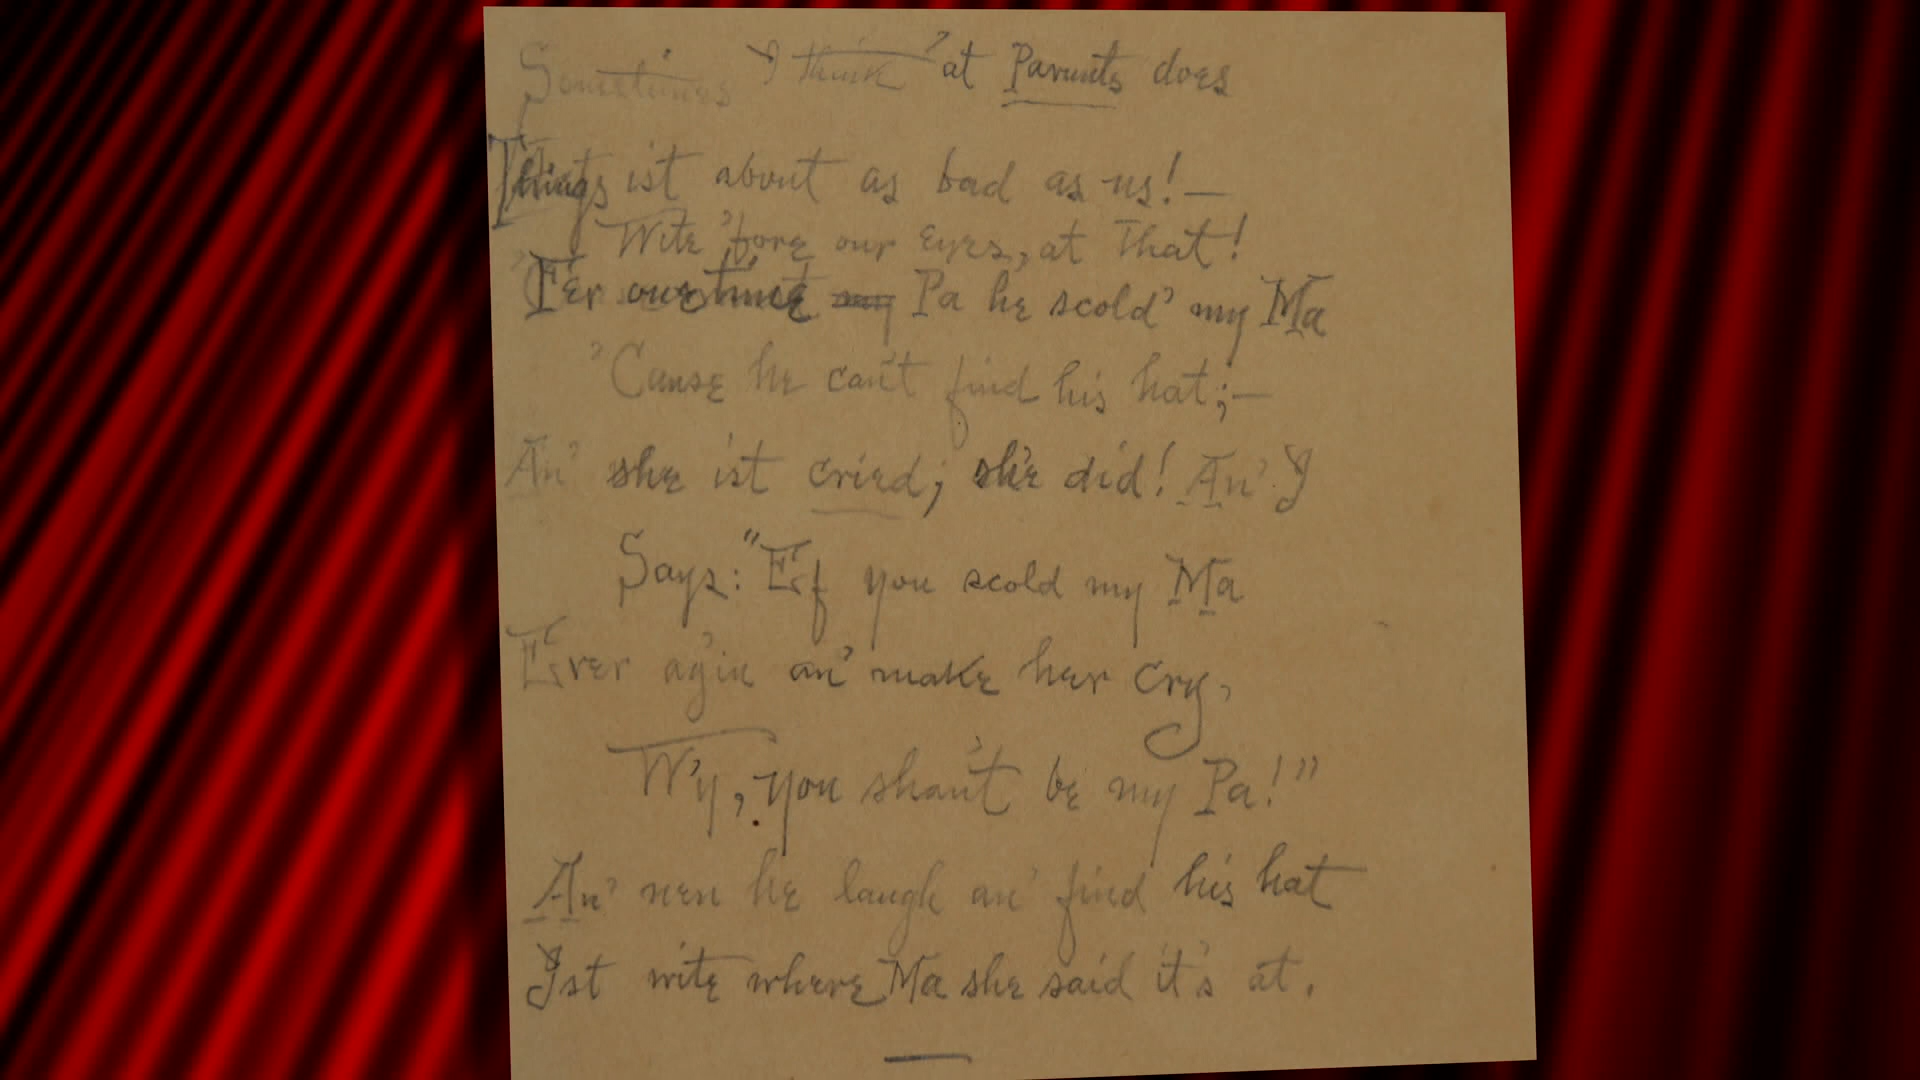 Sometimes I think 'at Parunts does
Things ist about as bad as us!—
Wite 'fore our eyes, at that!
'Fer one time Pa he scold' my Ma
'Cause he can't find his hat;—
An' she ist cried, she did! An' I
Says: "Ef you scold my Ma
Ever ag'in an' make her cry,
W'y, you shan't be my Pa!"
An' nen he laugh an' find his hat
Ist wite where Ma she said it's at.